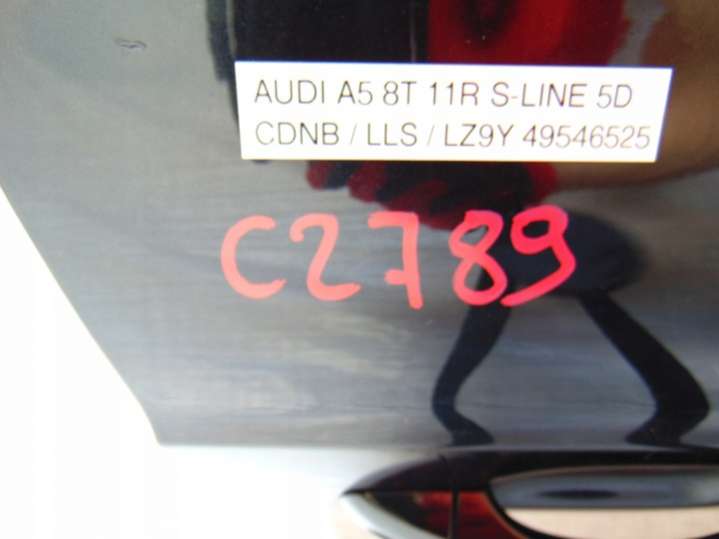 AUDI A5 8T 11R S-LINE 5D
CDNB / LLS / LZ9Y 49546525
C2789